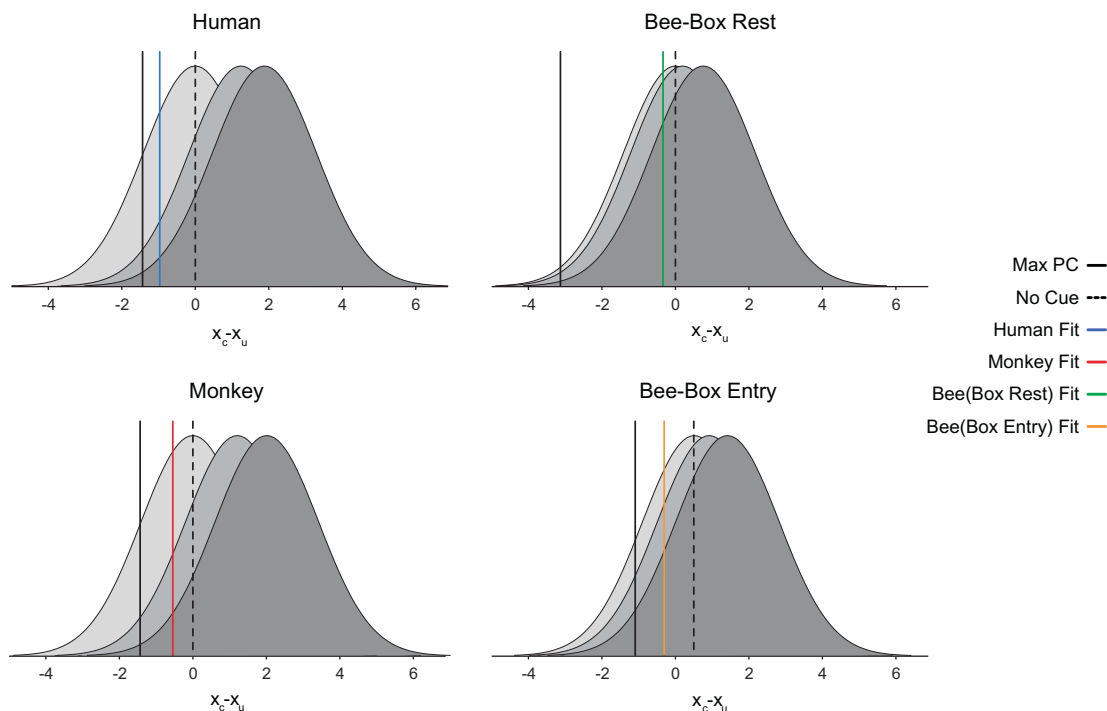 Human
-4 -2 0 2 4 6
x_c-x_u
Bee-Box Rest
-4 -2 0 2 4 6
x_c-x_u
Max PC
No Cue
Human Fit
Monkey Fit
Bee(Box Rest) Fit
Bee(Box Entry) Fit
Monkey
-4 -2 0 2 4 6
x_c-x_u
Bee-Box Entry
-4 -2 0 2 4 6
x_c-x_u